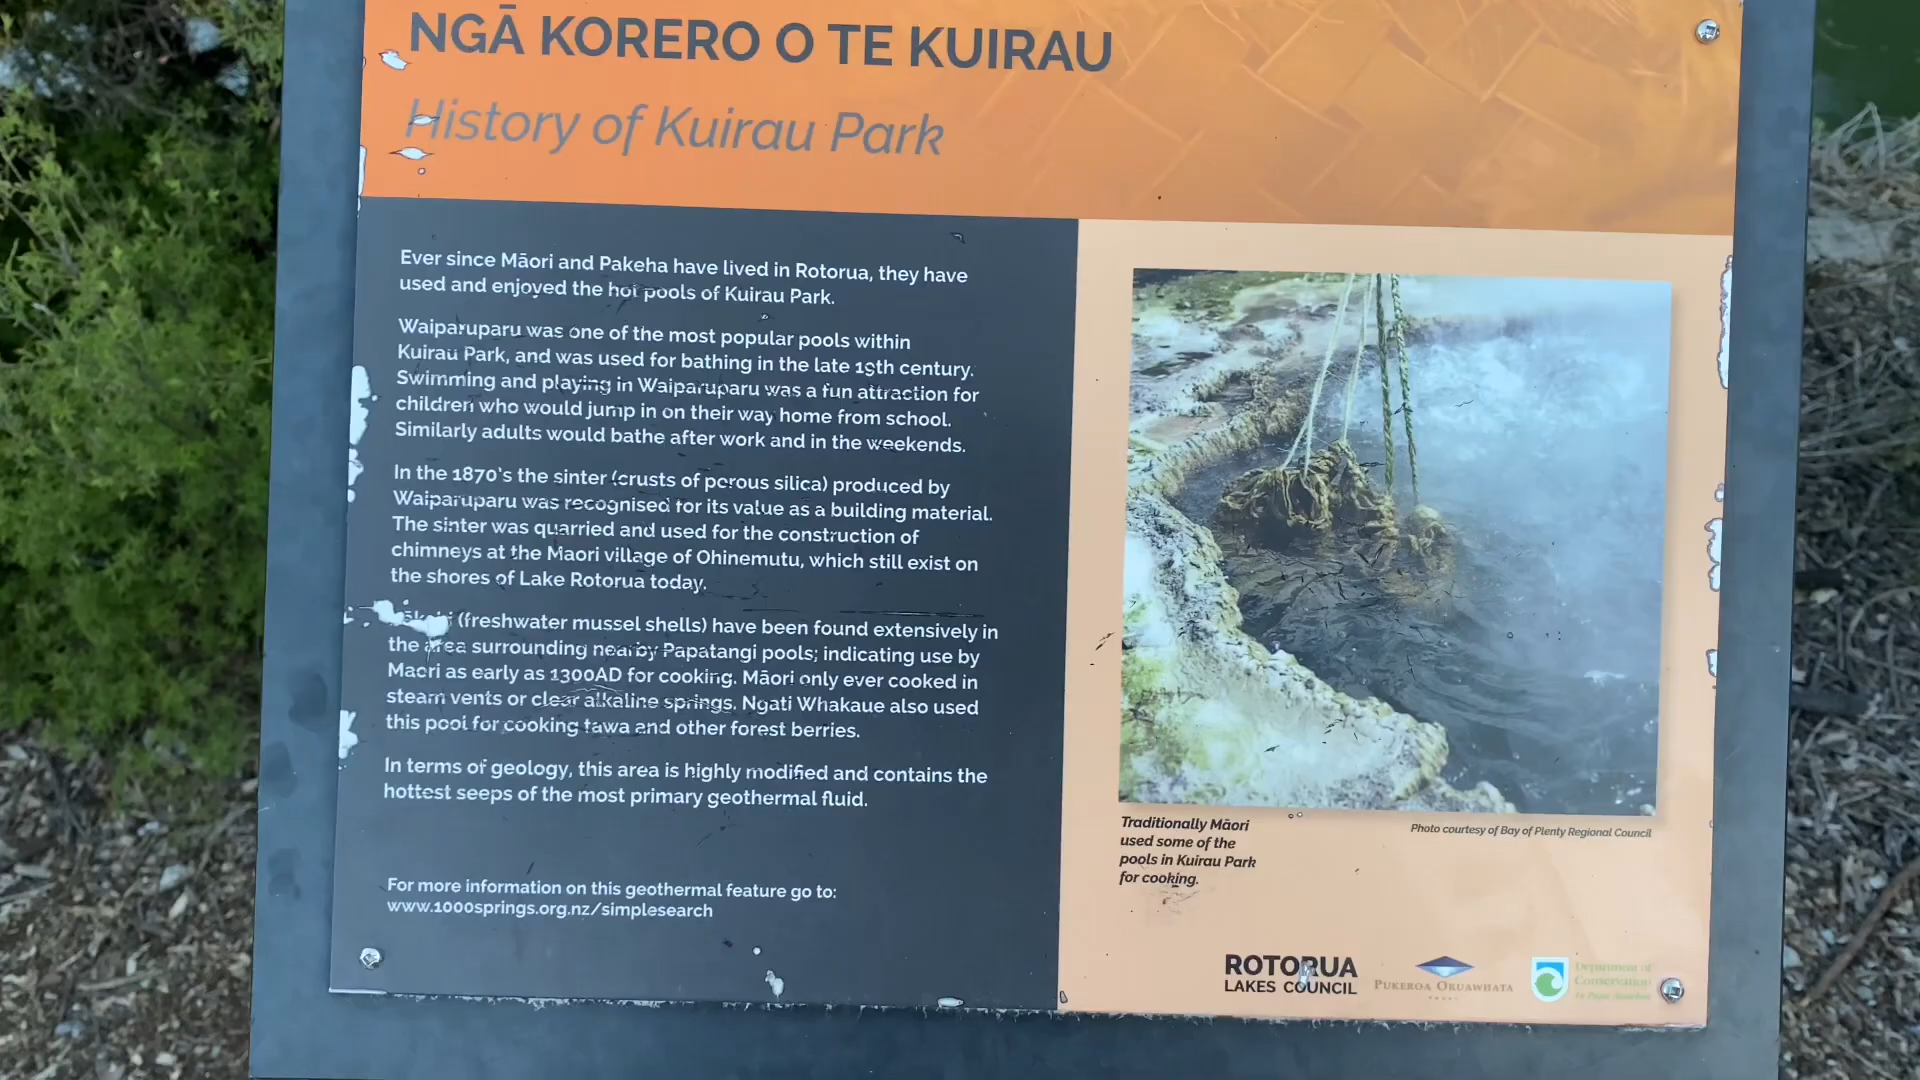 NGĀ KORERO O TE KUIRAU
History of Kuirau Park
Ever since Māori and Pakeha have lived in Rotorua, they have
used and enjoyed the hot pools of Kuirau Park.
Waiparuparu was one of the most popular pools within
Kuirau Park, and was used for bathing in the late 19th century.
Swimming and playing in Waiparuparu was a fun attraction for
children who would jump in on their way home from school.
Similarly adults would bathe after work and in the weekends.
In the 1870's the sinter (crusts of porous silica) produced by
Waiparuparu was recognised for its value as a building material.
The sinter was quarried and used for the construction of
chimneys at the Maori village of Ohinemutu, which still exist on
the shores of Lake Rotorua today.
(freshwater mussel shells) have been found extensively in
the area surrounding nearby Papatangi pools; indicating use by
Maori as early as 1300AD for cooking. Māori only ever cooked in
steam vents or clear alkaline springs. Ngati Whakaue also used
this pool for cooking tawa and other forest berries.
In terms of geology, this area is highly modified and contains the
hottest seeps of the most primary geothermal fluid.
For more information on this geothermal feature go to:
www.1000springs.org.nz/simplesearch
Traditionally Māori
used some of the
pools in Kuirau Park
for cooking.
Photo courtesy of Bay of Plenty Regional Council
ROTORUA
LAKES COUNCIL
PUKEROA ORUAWHATA
Department of
Conservation
Te Papa Atawhai